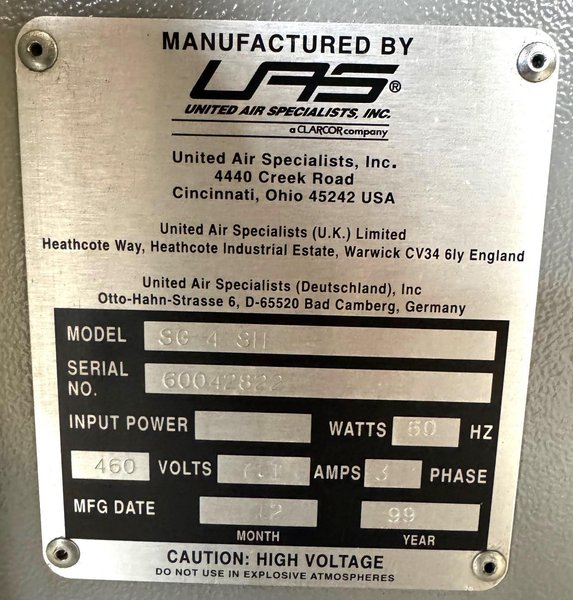 MANUFACTURED BY
UAS®
UNITED AIR SPECIALISTS, INC.
a CLARCOR company
United Air Specialists, Inc.
4440 Creek Road
Cincinnati, Ohio 45242 USA
United Air Specialists (U.K.) Limited
Heathcote Way, Heathcote Industrial Estate, Warwick CV34 6ly England
United Air Specialists (Deutschland), Inc
Otto-Hahn-Strasse 6, D-65520 Bad Camberg, Germany
MODEL SG 4 SH
SERIAL NO. 60042822
INPUT POWER WATTS 60 HZ
460 VOLTS AMPS 3 PHASE
MFG DATE 12 99
MONTH YEAR
CAUTION: HIGH VOLTAGE
DO NOT USE IN EXPLOSIVE ATMOSPHERES